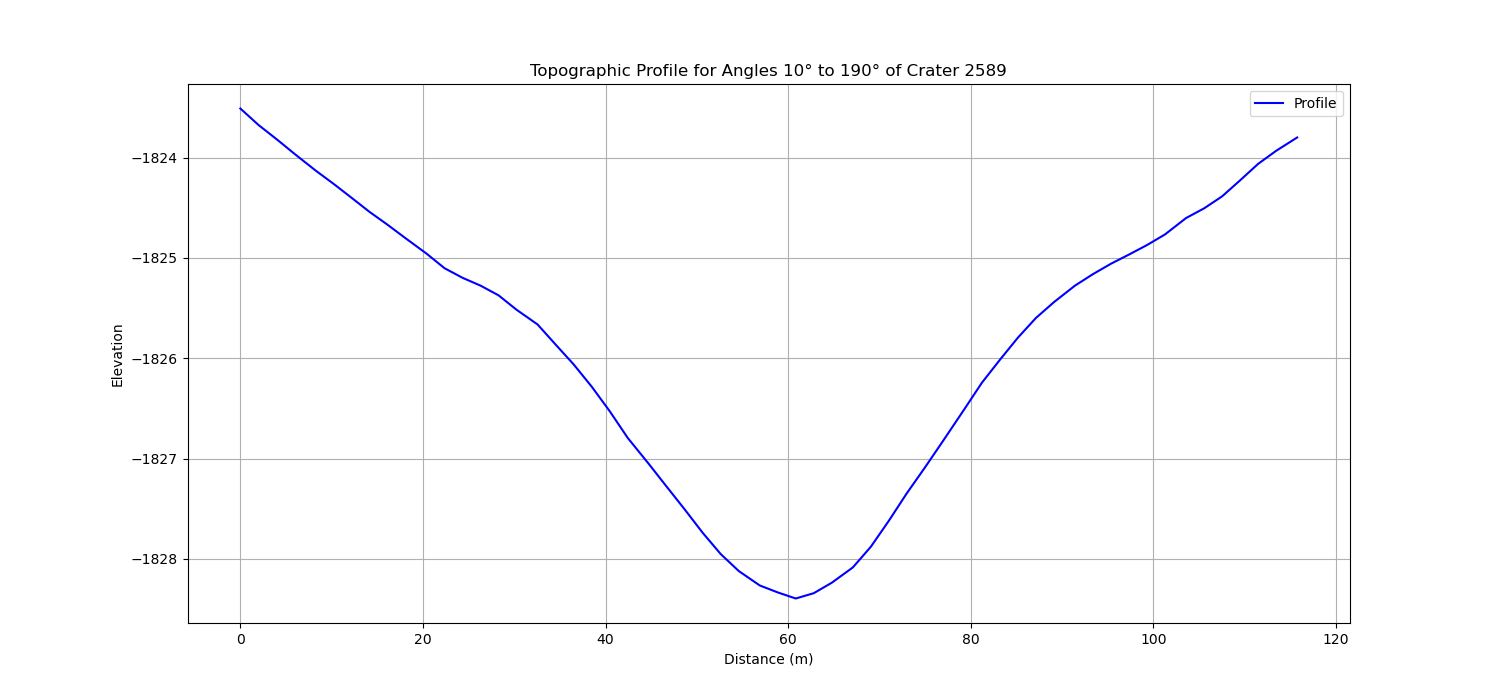 Topographic Profile for Angles 10° to 190° of Crater 2589
Profile
−1824
−1825
−1826
−1827
−1828
Elevation
0 20 40 60 80 100 120
Distance (m)